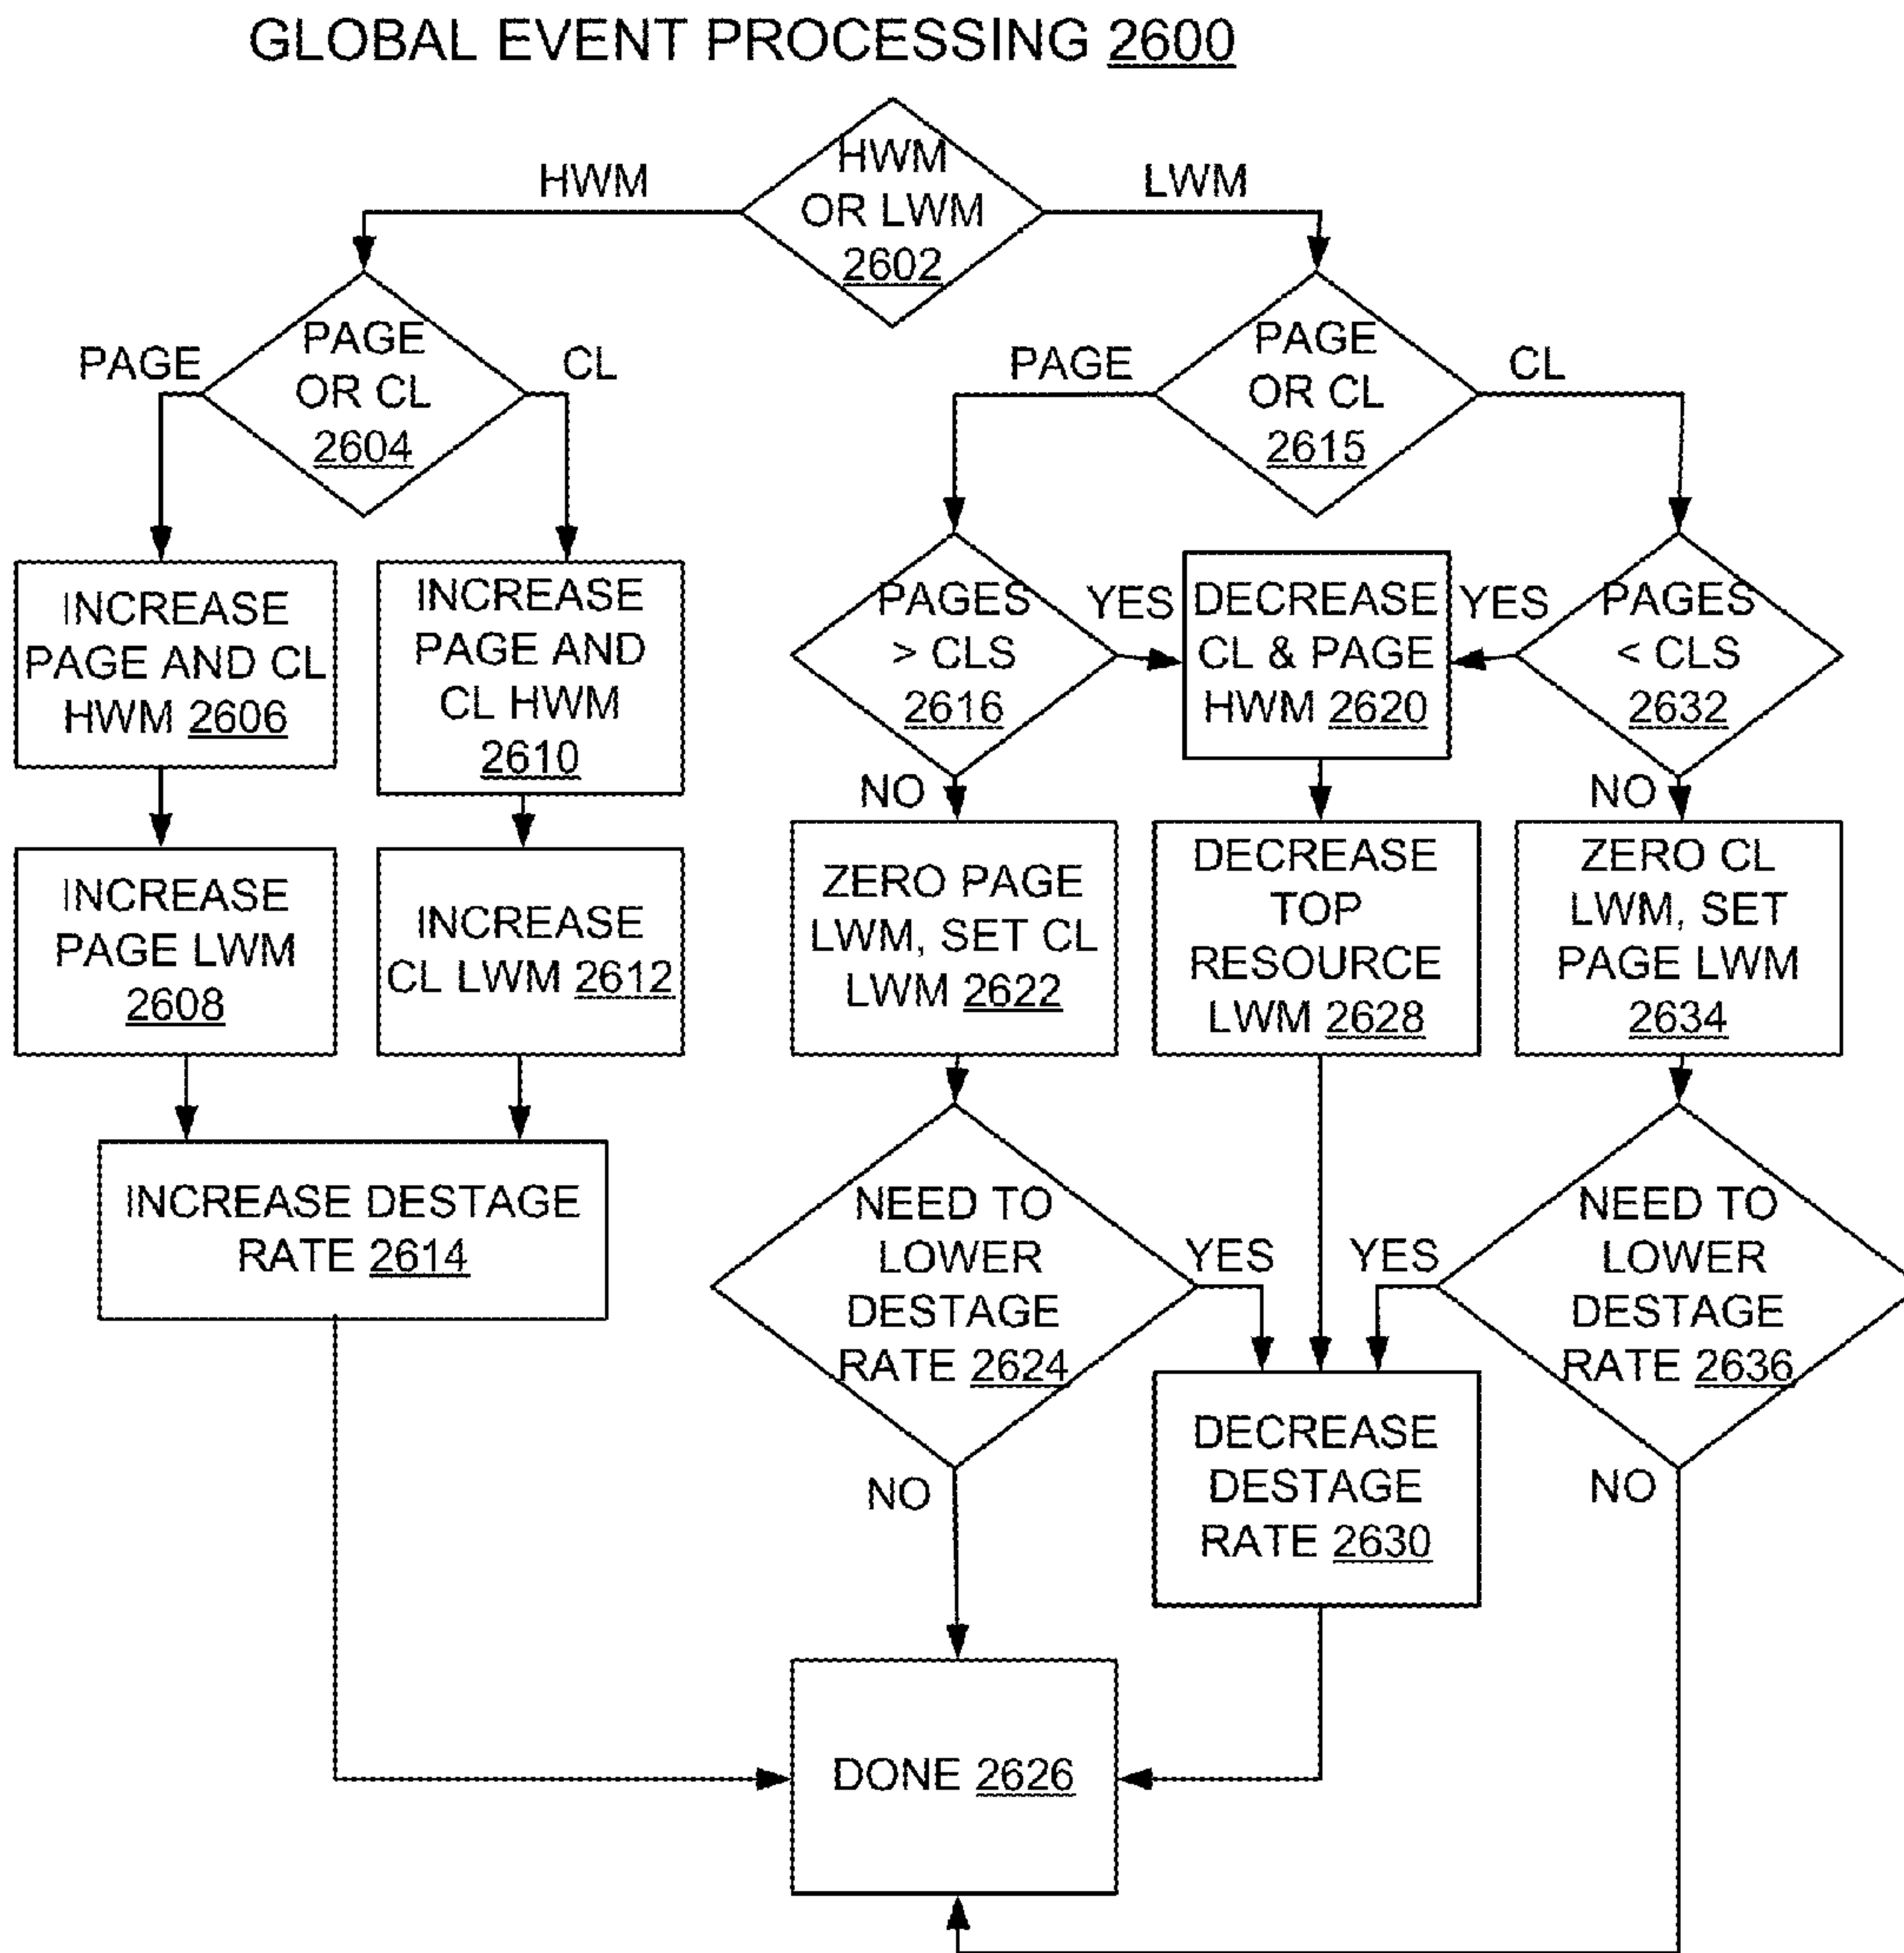 GLOBAL EVENT PROCESSING 2600
HWM
OR LWM
2602
HWM
LWM
PAGE
OR CL
2604
PAGE
CL
PAGE
OR CL
2615
PAGE
CL
INCREASE
PAGE AND CL
HWM 2606
INCREASE
PAGE AND
CL HWM
2610
PAGES
> CLS
2616
YES
NO
DECREASE
CL & PAGE
HWM 2620
PAGES
< CLS
2632
YES
NO
INCREASE
PAGE LWM
2608
INCREASE
CL LWM 2612
ZERO PAGE
LWM, SET CL
LWM 2622
DECREASE
TOP
RESOURCE
LWM 2628
ZERO CL
LWM, SET
PAGE LWM
2634
INCREASE DESTAGE
RATE 2614
NEED TO
LOWER
DESTAGE
RATE 2624
YES
NO
NEED TO
LOWER
DESTAGE
RATE 2636
YES
NO
DECREASE
DESTAGE
RATE 2630
DONE 2626